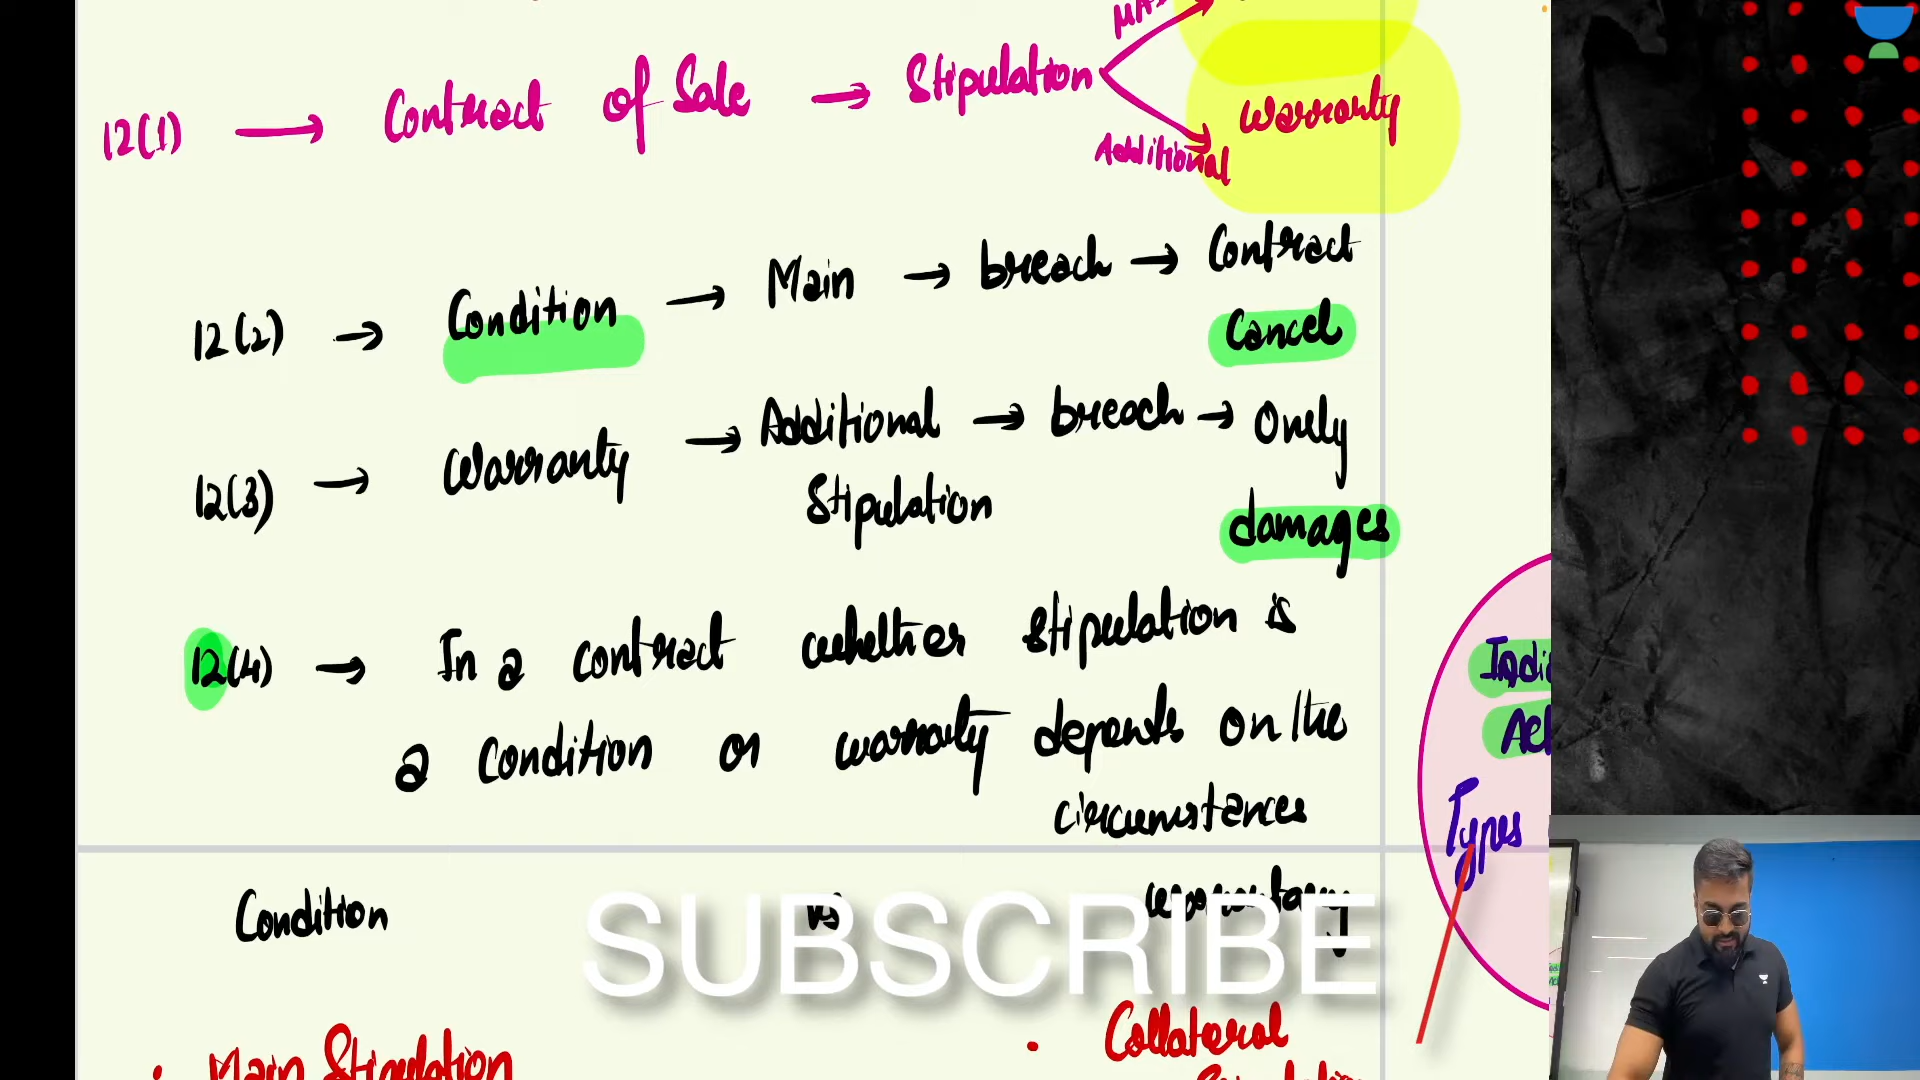 12(1) → Contract of Sale → Stipulation
Warranty
Additional
12(2) → Condition → Main → breach → Contract
Cancel
12(3) → Warranty → Additional → breach → Only
Stipulation
damages
12(4) → In a contract whether stipulation is
a condition or warranty depends on the
circumstances
Types
Condition vs
SUBSCRIBE
• Main Stipulation
• Collateral